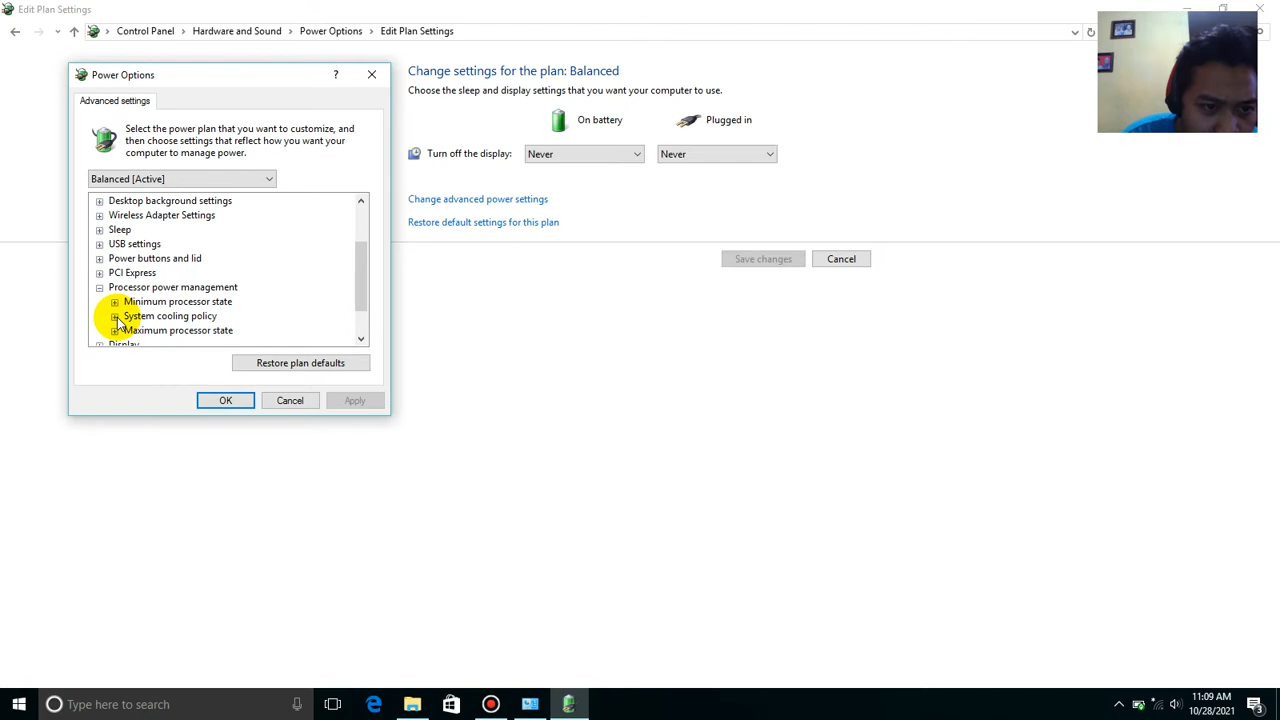 Edit Plan Settings
Control Panel > Hardware and Sound > Power Options > Edit Plan Settings
Power Options
?
Advanced settings
Select the power plan that you want to customize, and
then choose settings that reflect how you want your
computer to manage power.
Balanced [Active]
Desktop background settings
Wireless Adapter Settings
Sleep
USB settings
Power buttons and lid
PCI Express
Processor power management
Minimum processor state
System cooling policy
Maximum processor state
Display
Restore plan defaults
OK
Cancel
Apply
Change settings for the plan: Balanced
Choose the sleep and display settings that you want your computer to use.
On battery
Plugged in
Turn off the display:
Never
Never
Change advanced power settings
Restore default settings for this plan
Save changes
Cancel
Type here to search
11:09 AM
10/28/2021
3